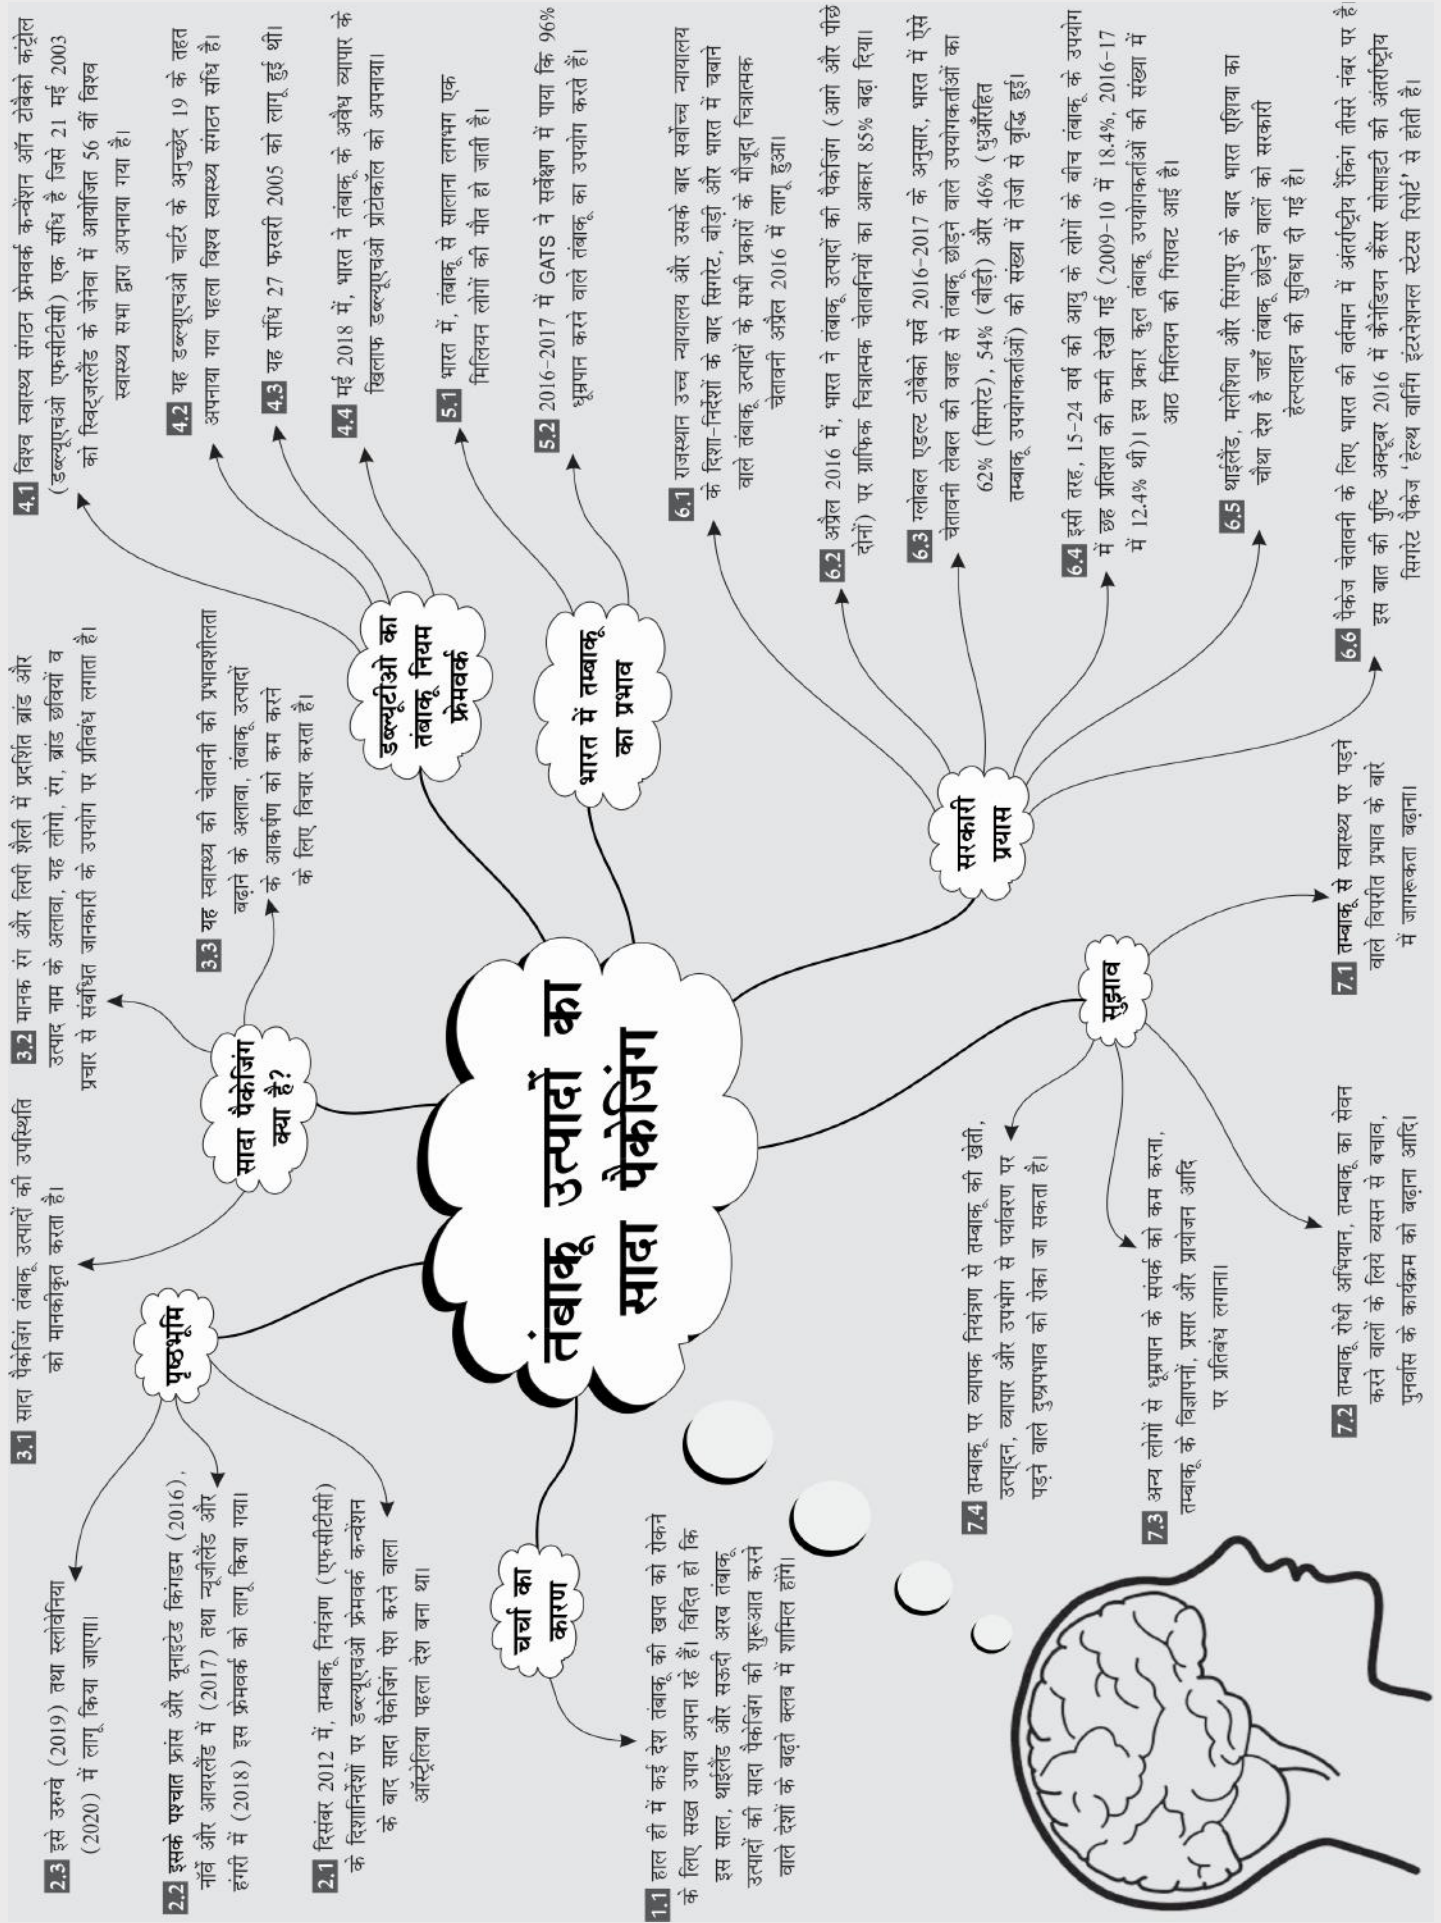 तंबाकू उत्पादों का
सादा पैकेजिंग
चर्चा का
कारण
1.1 हाल ही में कई देश तंबाकू की खपत को रोकने
के लिए सख्त उपाय अपना रहे हैं। विदित हो कि
इस साल, थाईलैंड और सऊदी अरब तंबाकू
उत्पादों की सादा पैकेजिंग की शुरूआत करने
वाले देशों के बढ़ते क्लब में शामिल होंगे।
पृष्ठभूमि
2.1 दिसंबर 2012 में, तम्बाकू नियंत्रण (एफसीटीसी)
के दिशानिर्देशों पर डब्ल्यूएचओ फ्रेमवर्क कन्वेंशन
के बाद सादा पैकेजिंग पेश करने वाला
ऑस्ट्रेलिया पहला देश बना था।
2.2 इसके पश्चात फ्रांस और यूनाइटेड किंगडम (2016),
नॉर्वे और आयरलैंड में (2017) तथा न्यूजीलैंड और
हंगरी में (2018) इस फ्रेमवर्क को लागू किया गया।
2.3 इसे उरुग्वे (2019) तथा स्लोवेनिया
(2020) में लागू किया जाएगा।
सादा पैकेजिंग
क्या है?
3.1 सादा पैकेजिंग तंबाकू उत्पादों की उपस्थिति
को मानकीकृत करता है।
3.2 मानक रंग और लिपी शैली में प्रदर्शित ब्रांड और
उत्पाद नाम के अलावा, यह लोगो, रंग, ब्रांड छवियों व
प्रचार से संबंधित जानकारी के उपयोग पर प्रतिबंध लगाता है।
3.3 यह स्वास्थ्य की चेतावनी की प्रभावशीलता
बढ़ाने के अलावा, तंबाकू उत्पादों
के आकर्षण को कम करने
के लिए विचार करता है।
डब्ल्यूटीओ का
तंबाकू नियम
फ्रेमवर्क
4.1 विश्व स्वास्थ्य संगठन फ्रेमवर्क कन्वेंशन ऑन टोबैको कंट्रोल
(डब्ल्यूएचओ एफसीटीसी) एक संधि है जिसे 21 मई 2003
को स्विट्जरलैंड के जेनेवा में आयोजित 56 वीं विश्व
स्वास्थ्य सभा द्वारा अपनाया गया है।
4.2 यह डब्ल्यूएचओ चार्टर के अनुच्छेद 19 के तहत
अपनाया गया पहला विश्व स्वास्थ्य संगठन संधि है।
4.3 यह संधि 27 फरवरी 2005 को लागू हुई थी।
4.4 मई 2018 में, भारत ने तंबाकू के अवैध व्यापार के
खिलाफ डब्ल्यूएचओ प्रोटोकॉल को अपनाया।
भारत में तम्बाकू
का प्रभाव
5.1 भारत में, तंबाकू से सालाना लगभग एक
मिलियन लोगों की मौत हो जाती है।
5.2 2016-2017 में GATS ने सर्वेक्षण में पाया कि 96%
धूम्रपान करने वाले तंबाकू का उपयोग करते हैं।
सरकारी
प्रयास
6.1 राजस्थान उच्च न्यायालय और उसके बाद सर्वोच्च न्यायालय
के दिशा-निर्देशों के बाद सिगरेट, बीड़ी और भारत में चबाने
वाले तंबाकू उत्पादों के सभी प्रकारों के मौजूदा चित्रात्मक
चेतावनी अप्रैल 2016 में लागू हुआ।
6.2 अप्रैल 2016 में, भारत ने तंबाकू उत्पादों की पैकेजिंग (आगे और पीछे
दोनों) पर ग्राफिक चित्रात्मक चेतावनियों का आकार 85% बढ़ा दिया।
6.3 ग्लोबल एडल्ट टोबैको सर्वे 2016-2017 के अनुसार, भारत में ऐसे
चेतावनी लेबल की वजह से तंबाकू छोड़ने वाले उपयोगकर्ताओं का
62% (सिगरेट), 54% (बीड़ी) और 46% (धुआँरहित
तम्बाकू उपयोगकर्ताओं) की संख्या में तेजी से वृद्धि हुई।
6.4 इसी तरह, 15-24 वर्ष की आयु के लोगों के बीच तंबाकू के उपयोग
में छह प्रतिशत की कमी देखी गई (2009-10 में 18.4%, 2016-17
में 12.4% थी)। इस प्रकार कुल तंबाकू उपयोगकर्ताओं की संख्या में
आठ मिलियन की गिरावट आई है।
6.5 थाईलैंड, मलेशिया और सिंगापुर के बाद भारत एशिया का
चौथा देश है जहाँ तंबाकू छोड़ने वालों को सरकारी
हेल्पलाइन की सुविधा दी गई है।
6.6 पैकेज चेतावनी के लिए भारत की वर्तमान में अंतर्राष्ट्रीय रैंकिंग तीसरे नंबर पर है।
इस बात की पुष्टि अक्टूबर 2016 में कैनेडियन कैंसर सोसाइटी की अंतर्राष्ट्रीय
सिगरेट पैकेज 'हेल्थ वार्निंग इंटरनेशनल स्टेटस रिपोर्ट' से होती है।
सुझाव
7.1 तम्बाकू से स्वास्थ्य पर पड़ने
वाले विपरीत प्रभाव के बारे
में जागरूकता बढ़ाना।
7.2 तम्बाकू रोधी अभियान, तम्बाकू का सेवन
करने वालों के लिये व्यसन से बचाव,
पुनर्वास के कार्यक्रम को बढ़ाना आदि।
7.3 अन्य लोगों से धूम्रपान के संपर्क को कम करना,
तम्बाकू के विज्ञापनों, प्रसार और प्रायोजन आदि
पर प्रतिबंध लगाना।
7.4 तम्बाकू पर व्यापक नियंत्रण से तम्बाकू की खेती,
उत्पादन, व्यापार और उपभोग से पर्यावरण पर
पड़ने वाले दुष्प्रभाव को रोका जा सकता है।